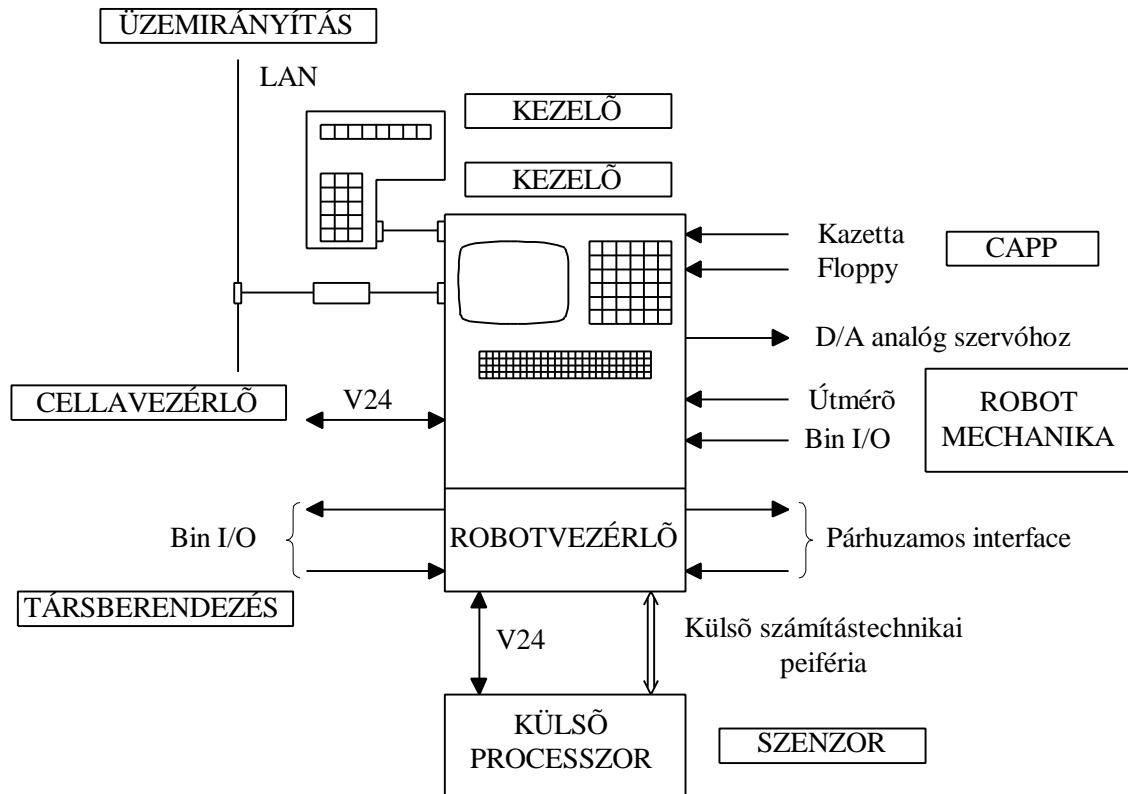 ÜZEMIRÁNYÍTÁS
LAN
KEZELÕ
KEZELÕ
Kazetta
CAPP
Floppy
D/A analóg szervóhoz
CELLAVEZÉRLÕ
V24
Útmérõ
Bin I/O
ROBOT
MECHANIKA
Bin I/O
ROBOTVEZÉRLÕ
Párhuzamos interface
TÁRSBERENDEZÉS
V24
Külsõ számítástechnikai
peiféria
KÜLSÕ
PROCESSZOR
SZENZOR